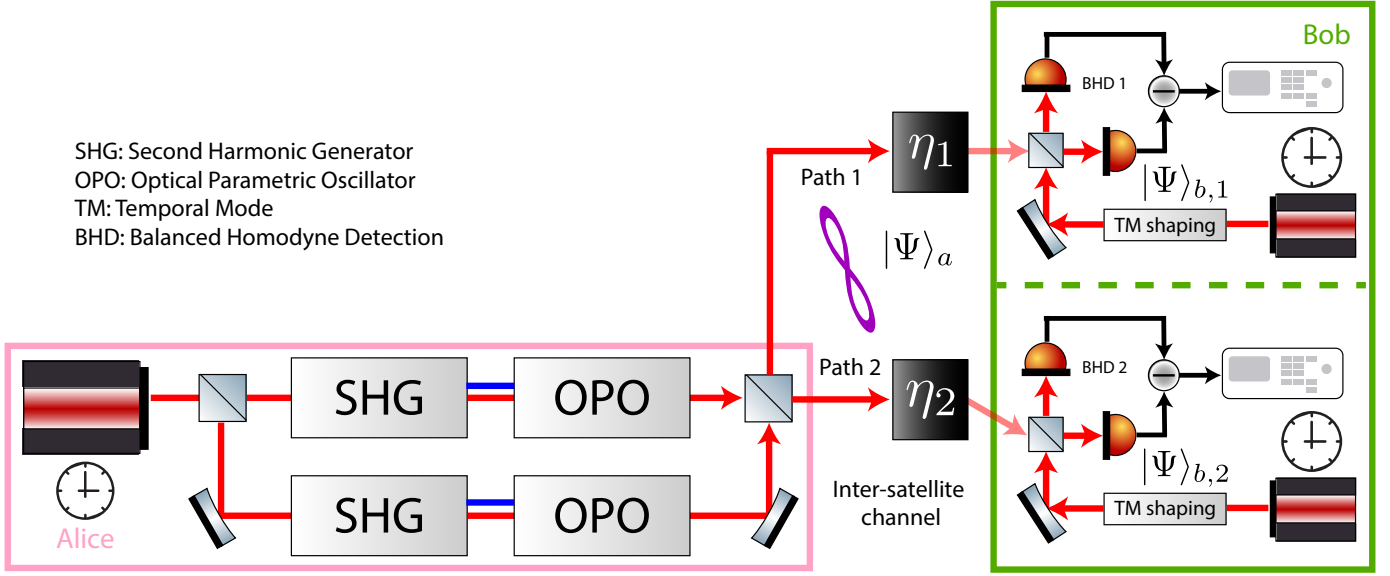 Bob
BHD 1
SHG: Second Harmonic Generator
OPO: Optical Parametric Oscillator
TM: Temporal Mode
BHD: Balanced Homodyne Detection
η₁
Path 1
|Ψ⟩_{b,1}
TM shaping
|Ψ⟩_a
Path 2
SHG
OPO
η₂
BHD 2
|Ψ⟩_{b,2}
SHG
OPO
Inter-satellite
channel
TM shaping
Alice